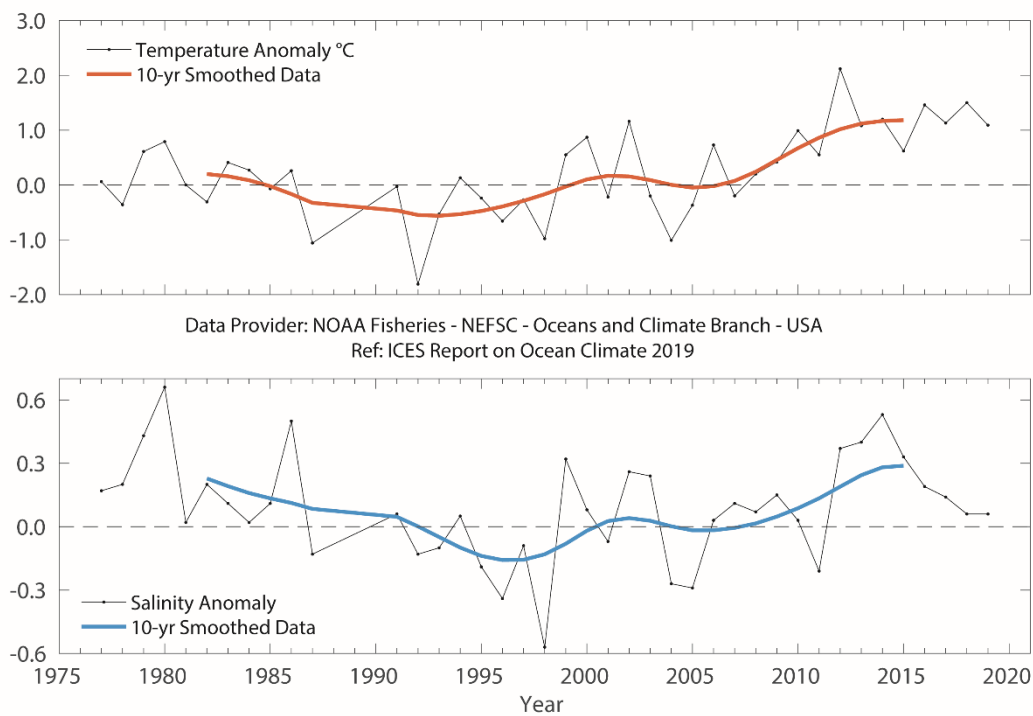 3.0
2.0
1.0
0.0
-1.0
-2.0
Temperature Anomaly °C
10-yr Smoothed Data
Data Provider: NOAA Fisheries - NEFSC - Oceans and Climate Branch - USA
Ref: ICES Report on Ocean Climate 2019
0.6
0.3
0.0
-0.3
-0.6
Salinity Anomaly
10-yr Smoothed Data
1975 1980 1985 1990 1995 2000 2005 2010 2015 2020
Year